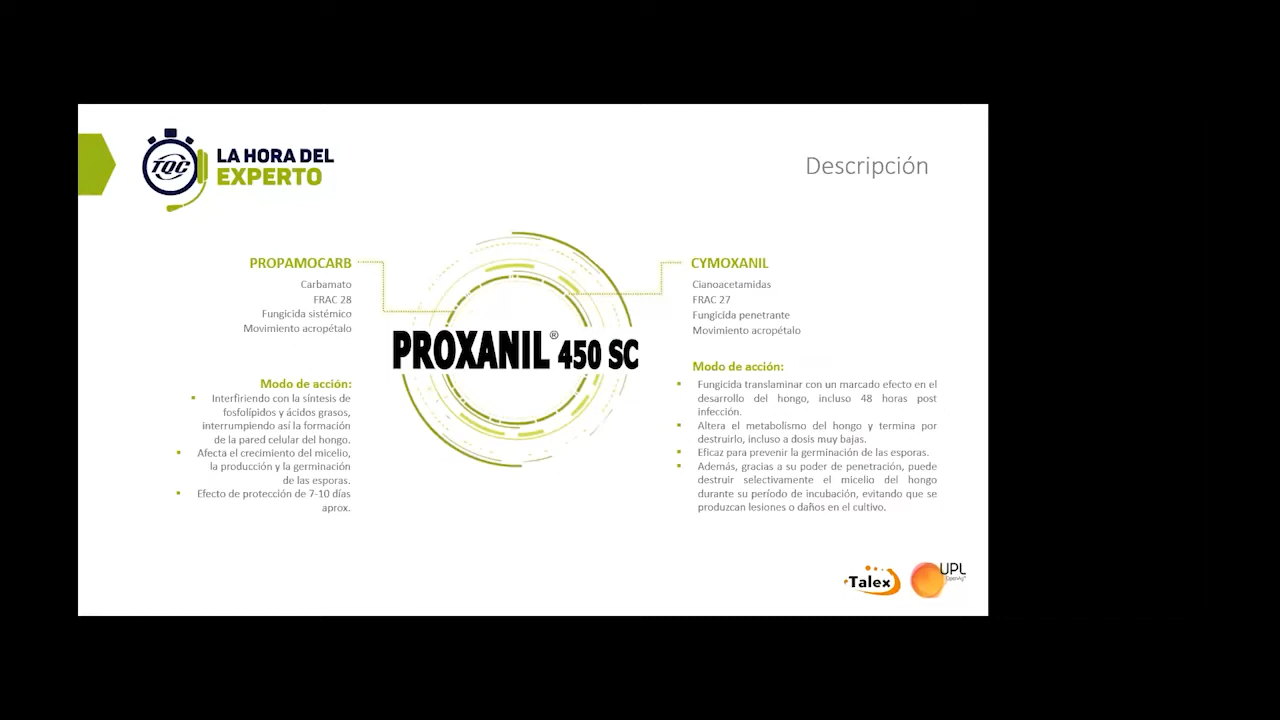 TQC
LA HORA DEL
EXPERTO
Descripción
PROPAMOCARB
Carbamato
FRAC 28
Fungicida sistémico
Movimiento acropétalo
Modo de acción:
▪ Interfiriendo con la síntesis de
fosfolípidos y ácidos grasos,
interrumpiendo así la formación
de la pared celular del hongo.
▪ Afecta el crecimiento del micelio,
la producción y la germinación
de las esporas.
▪ Efecto de protección de 7-10 días
aprox.
PROXANIL® 450 SC
CYMOXANIL
Cianoacetamidas
FRAC 27
Fungicida penetrante
Movimiento acropétalo
Modo de acción:
▪ Fungicida translaminar con un marcado efecto en el
desarrollo del hongo, incluso 48 horas post
infección.
▪ Altera el metabolismo del hongo y termina por
destruirlo, incluso a dosis muy bajas.
▪ Eficaz para prevenir la germinación de las esporas.
▪ Además, gracias a su poder de penetración, puede
destruir selectivamente el micelio del hongo
durante su período de incubación, evitando que se
produzcan lesiones o daños en el cultivo.
Talex
UPL
OpenAg™